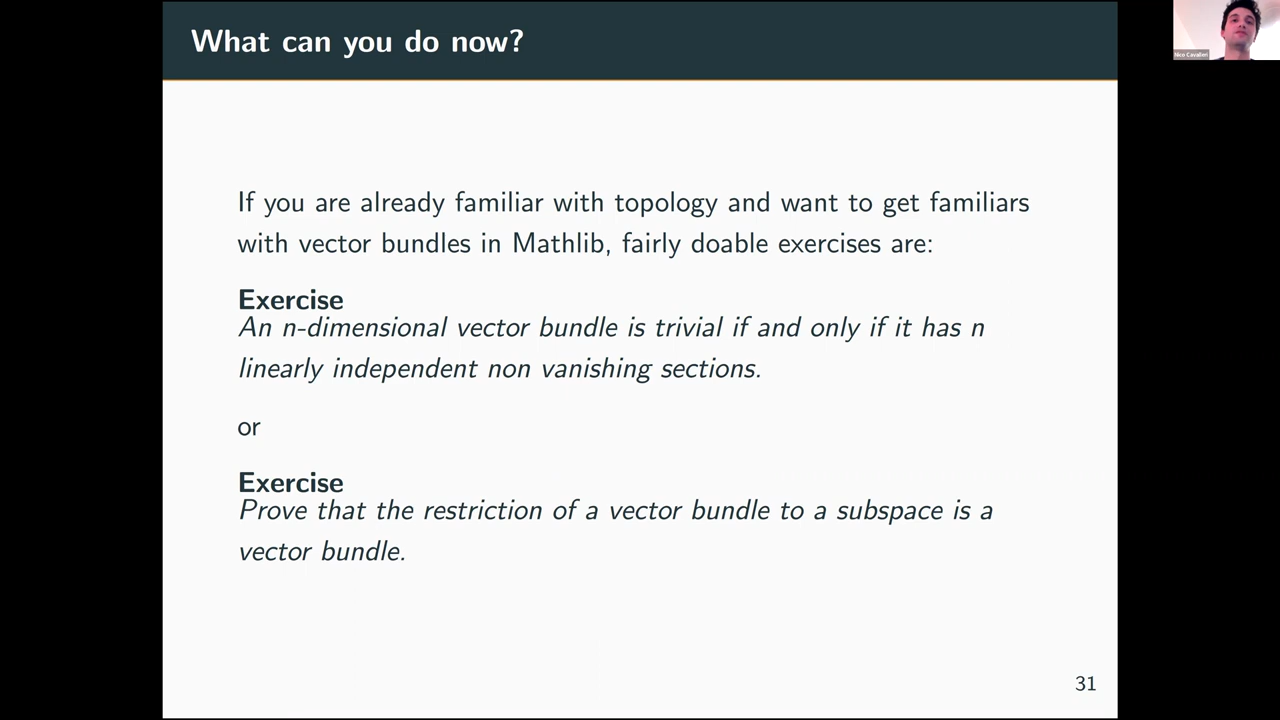 What can you do now?
Nico Cavalleri
If you are already familiar with topology and want to get familiars
with vector bundles in Mathlib, fairly doable exercises are:
Exercise
An n-dimensional vector bundle is trivial if and only if it has n
linearly independent non vanishing sections.
or
Exercise
Prove that the restriction of a vector bundle to a subspace is a
vector bundle.
31